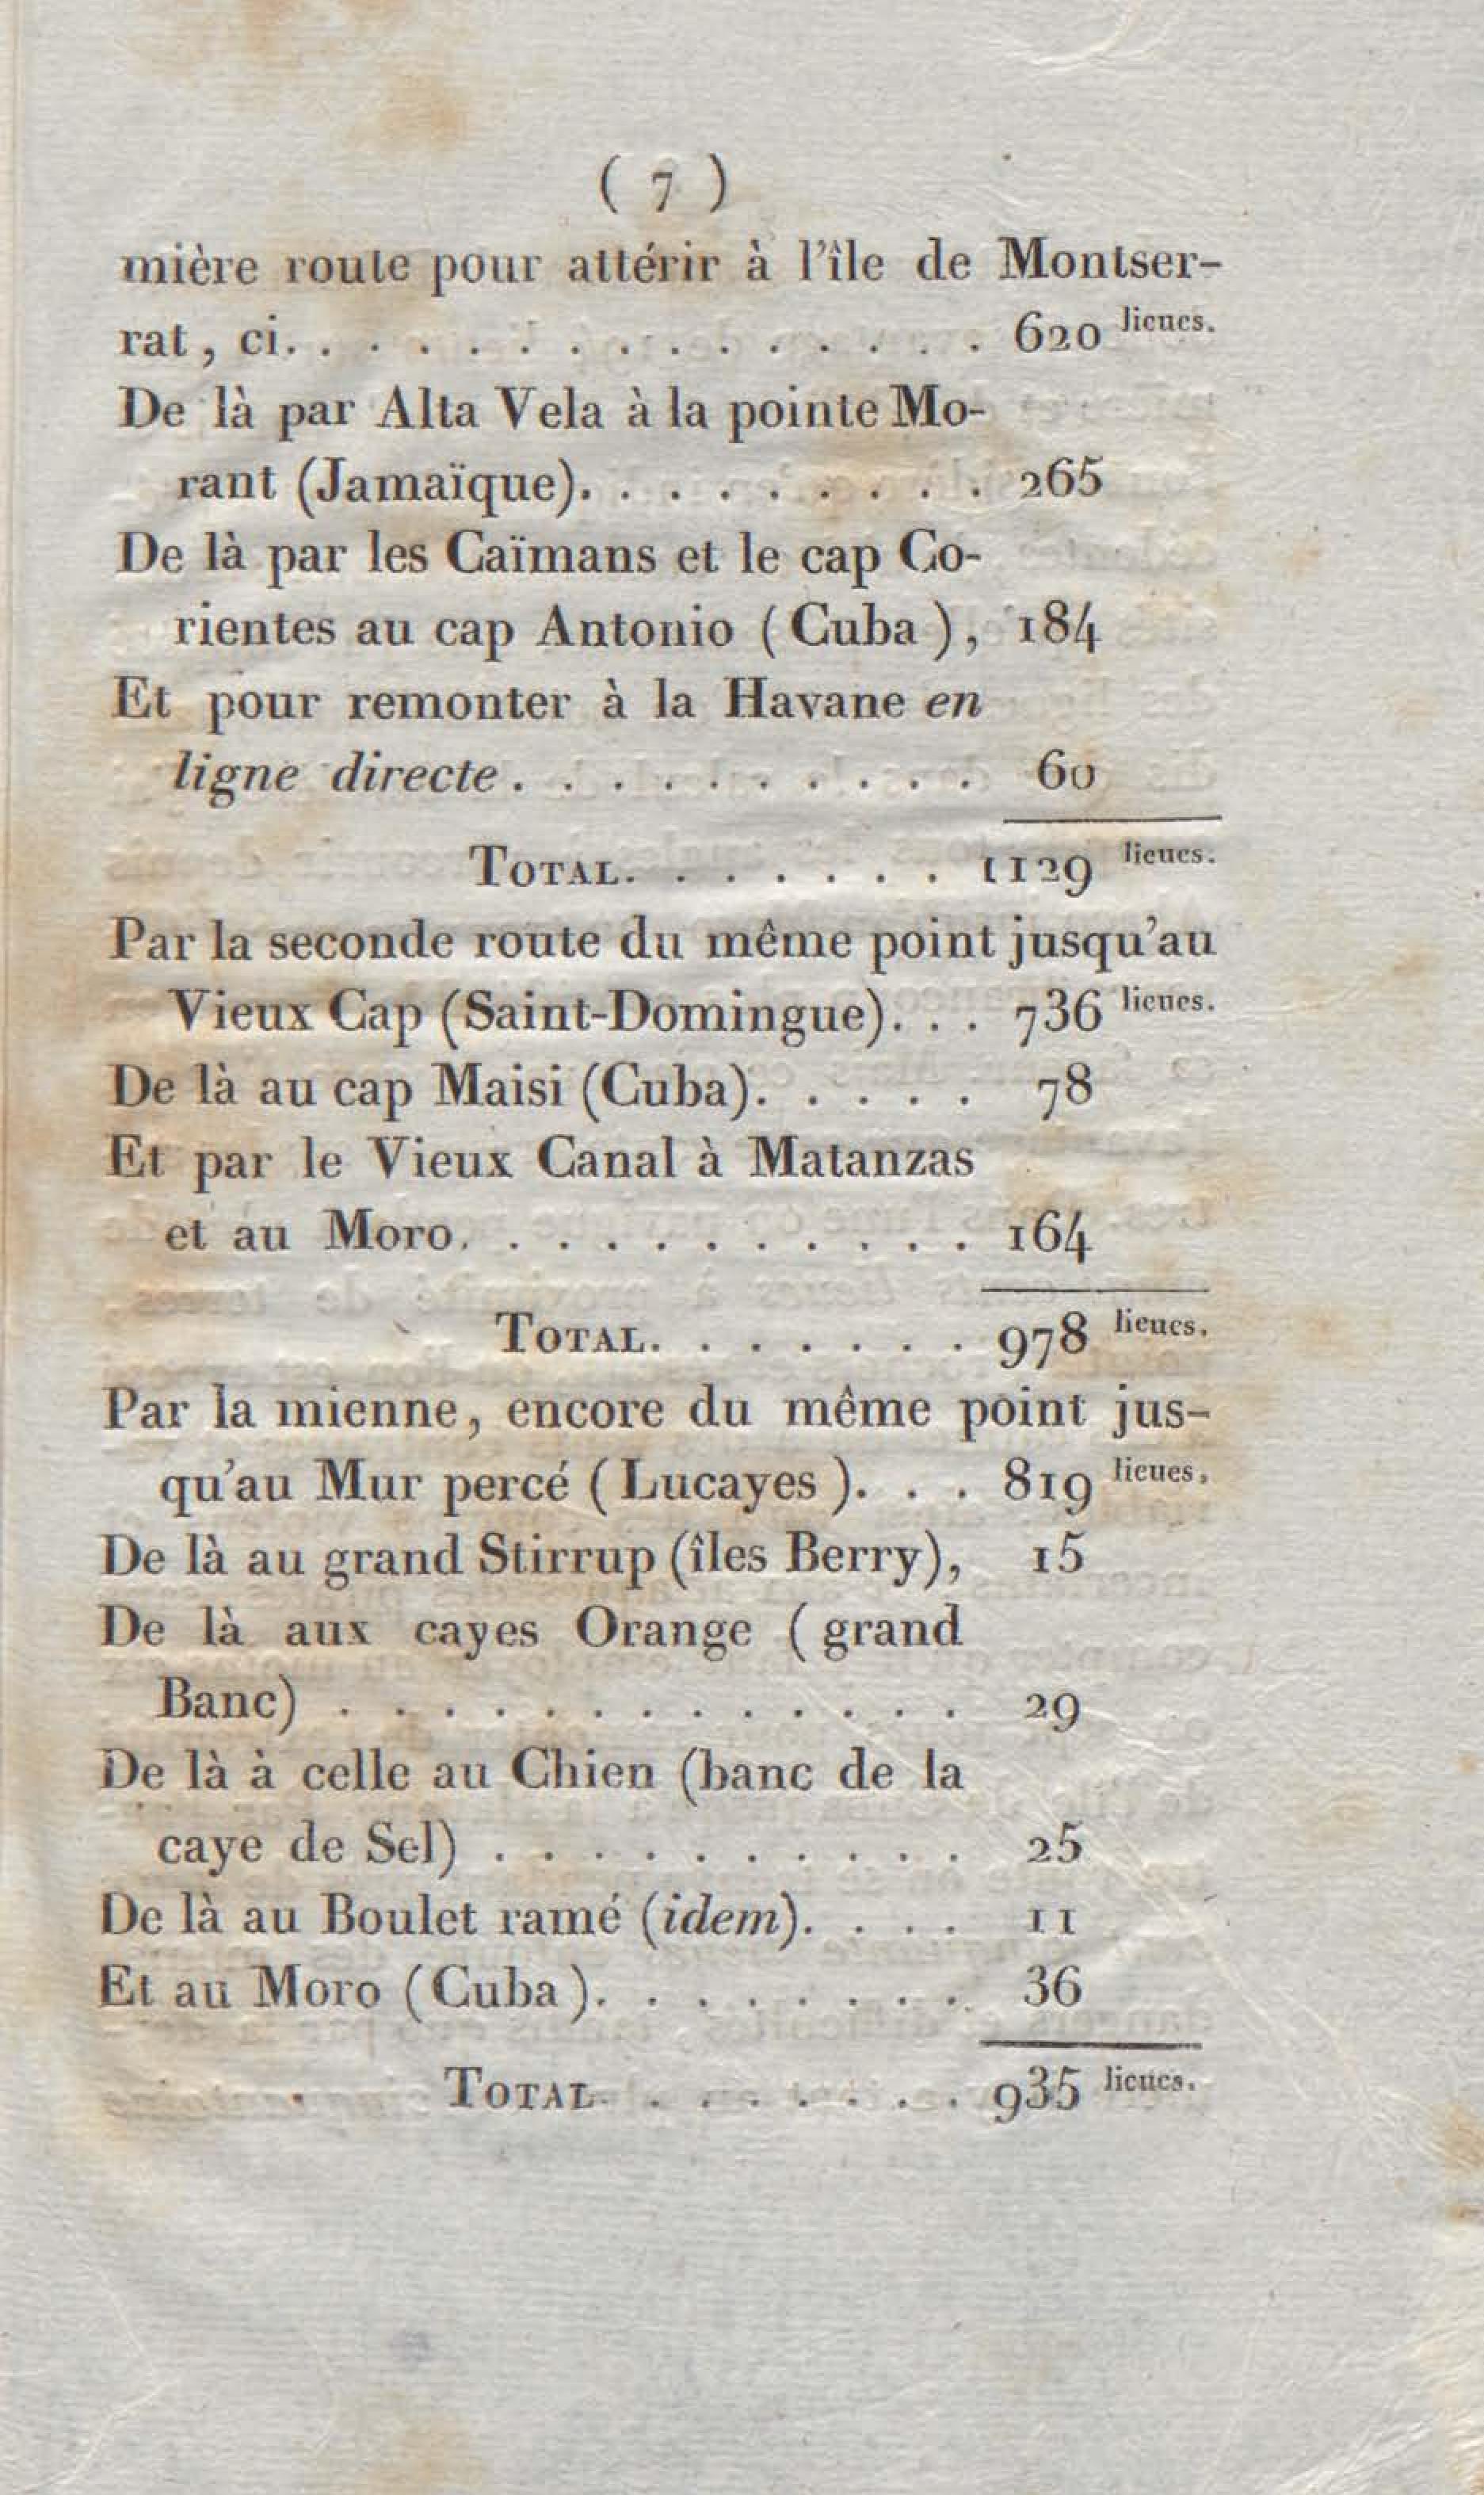 ( 7 )
mière route pour attérir à l'île de Montser-
rat, ci. . . . . . . . . . . . . . . 620 lieues.
De là par Alta Vela à la pointe Mo-
rant (Jamaïque). . . . . . . . . 265
De là par les Caïmans et le cap Co-
rientes au cap Antonio (Cuba), 184
Et pour remonter à la Havane en
ligne directe. . . . . . . . . . 60
TOTAL. . . . . . . 1129 lieues.
Par la seconde route du même point jusqu'au
Vieux Cap (Saint-Domingue). . . 736 lieues.
De là au cap Maisi (Cuba). . . . . 78
Et par le Vieux Canal à Matanzas
et au Moro. . . . . . . . . . . 164
TOTAL. . . . . . . 978 lieues.
Par la mienne, encore du même point jus-
qu'au Mur percé (Lucayes). . . 819 lieues,
De là au grand Stirrup (îles Berry), 15
De là aux cayes Orange (grand
Banc) . . . . . . . . . . . . . 29
De là à celle au Chien (banc de la
caye de Sel) . . . . . . . . . . 25
De là au Boulet ramé (idem). . . . 11
Et au Moro (Cuba). . . . . . . . 36
TOTAL. . . . . . . . 935 lieues.